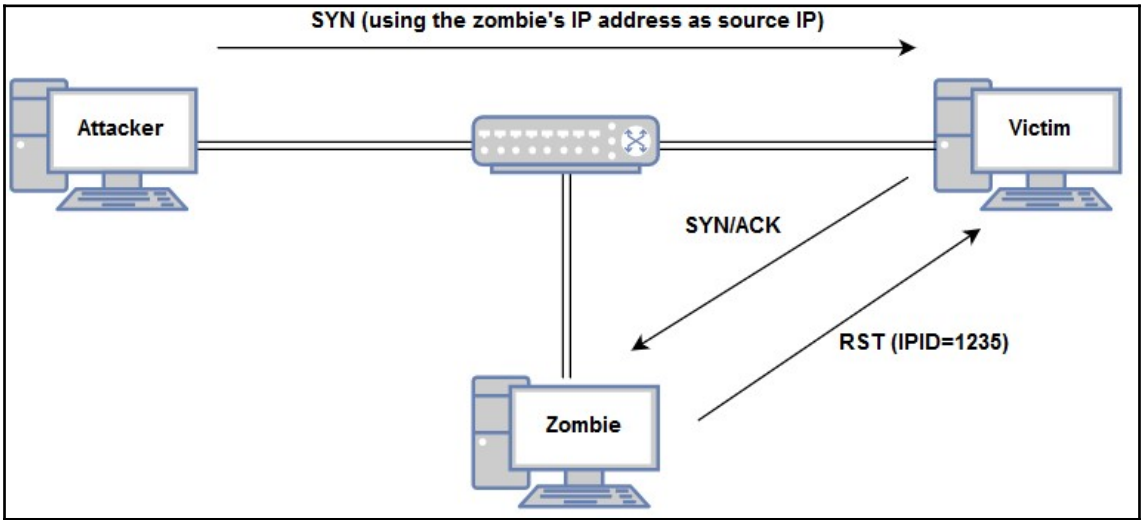 SYN (using the zombie's IP address as source IP)
Attacker
Victim
SYN/ACK
RST (IPID=1235)
Zombie